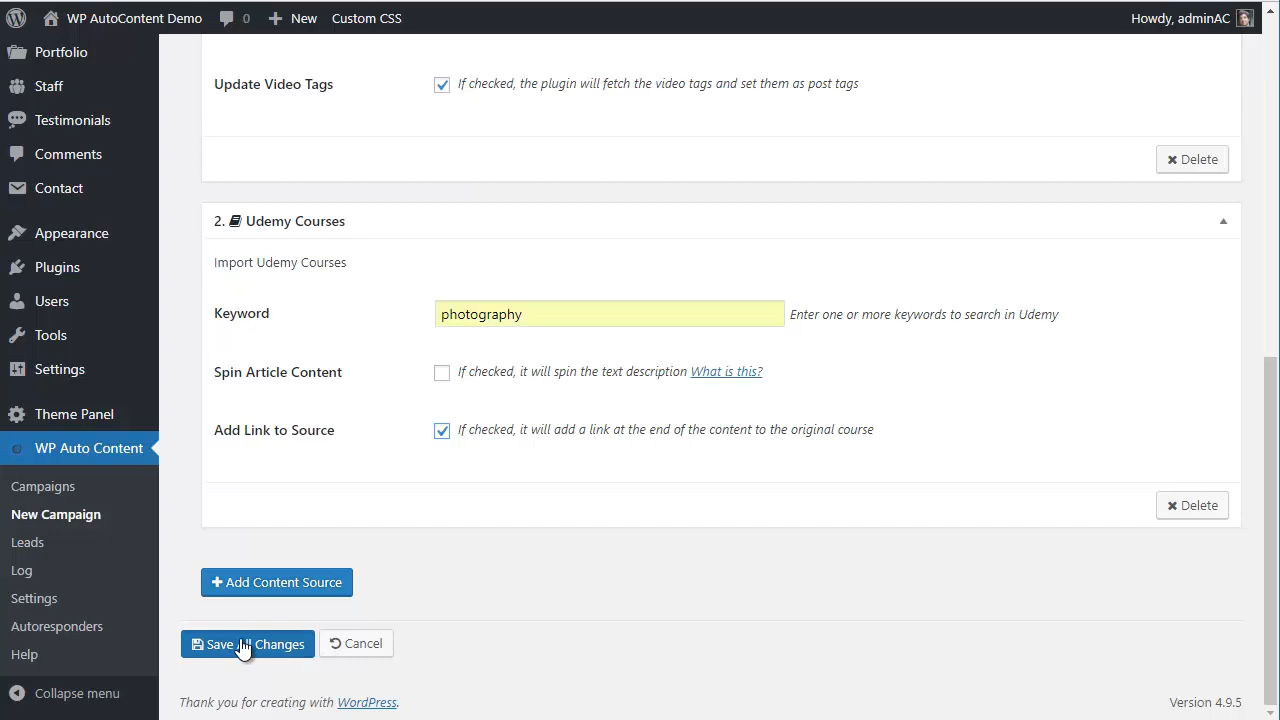 WP AutoContent Demo 0 New Custom CSS Howdy, adminAC
Portfolio
Staff
Testimonials
Comments
Contact
Appearance
Plugins
Users
Tools
Settings
Theme Panel
WP Auto Content
Campaigns
New Campaign
Leads
Log
Settings
Autoresponders
Help
Collapse menu
Update Video Tags If checked, the plugin will fetch the video tags and set them as post tags
Delete
2. Udemy Courses
Import Udemy Courses
Keyword photography Enter one or more keywords to search in Udemy
Spin Article Content If checked, it will spin the text description What is this?
Add Link to Source If checked, it will add a link at the end of the content to the original course
Delete
Add Content Source
Save All Changes Cancel
Thank you for creating with WordPress. Version 4.9.5